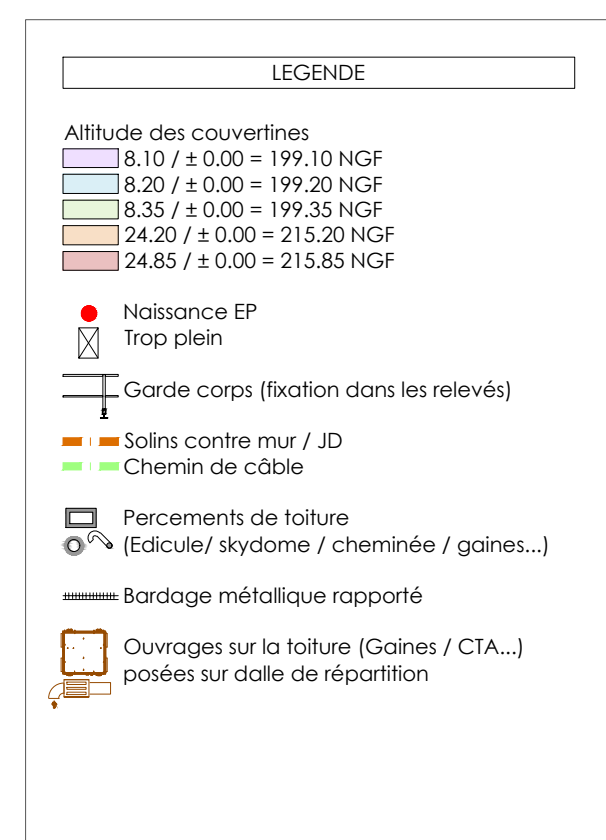 LEGENDE
Altitude des couvertines
8.10 / ± 0.00 = 199.10 NGF
8.20 / ± 0.00 = 199.20 NGF
8.35 / ± 0.00 = 199.35 NGF
24.20 / ± 0.00 = 215.20 NGF
24.85 / ± 0.00 = 215.85 NGF
Naissance EP
Trop plein
Garde corps (fixation dans les relevés)
Solins contre mur / JD
Chemin de câble
Percements de toiture
(Edicule/ skydome / cheminée / gaines...)
Bardage métallique rapporté
Ouvrages sur la toiture (Gaines / CTA...)
posées sur dalle de répartition